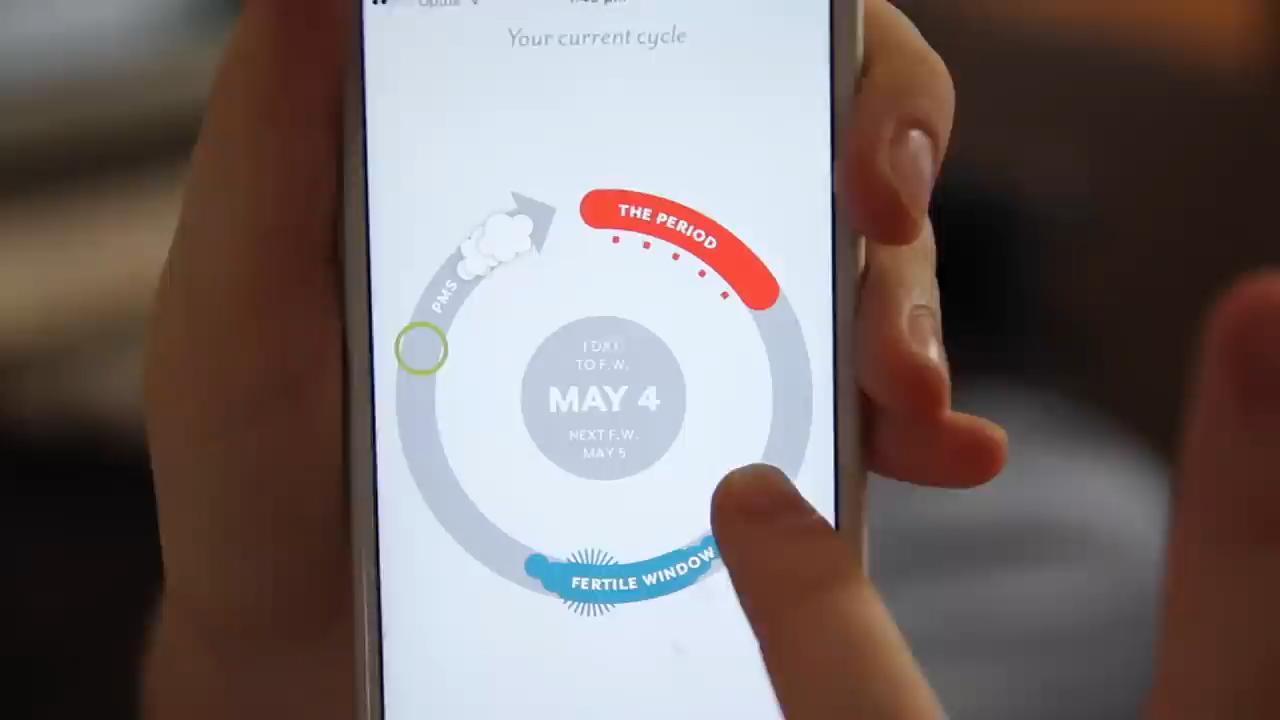 Your current cycle
THE PERIOD
PMS
1 DAY
TO F.W.
MAY 4
NEXT F.W.
MAY 5
FERTILE WINDOW